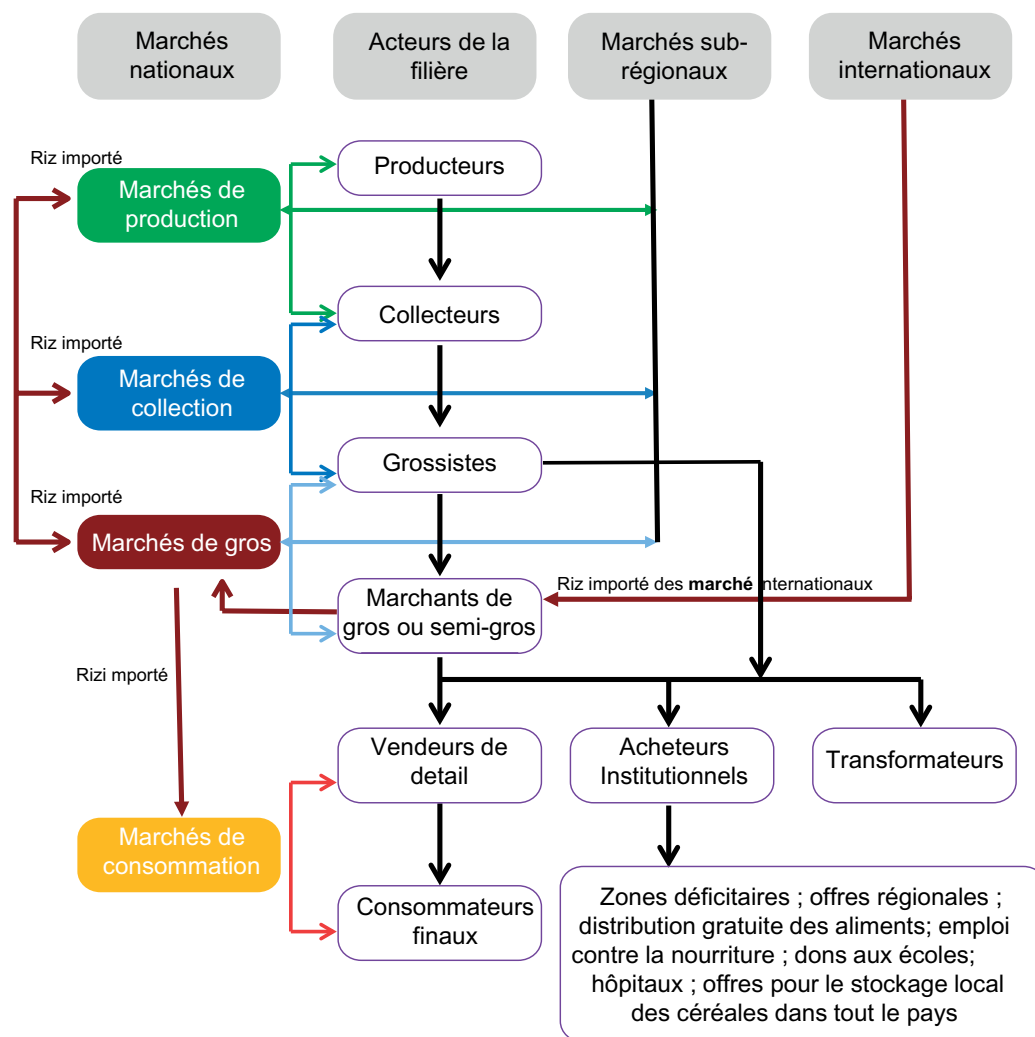 Marchés
nationaux
Acteurs de la
filière
Marchés sub-
régionaux
Marchés
internationaux
Riz importé
Marchés de
production
Producteurs
Collecteurs
Riz importé
Marchés de
collection
Grossistes
Riz importé
Marchés de gros
Riz importé des marché internationaux
Marchants de
gros ou semi-gros
Rizi mporté
Vendeurs de
detail
Acheteurs
Institutionnels
Transformateurs
Marchés de
consommation
Consommateurs
finaux
Zones déficitaires ; offres régionales ;
distribution gratuite des aliments; emploi
contre la nourriture ; dons aux écoles;
hôpitaux ; offres pour le stockage local
des céréales dans tout le pays